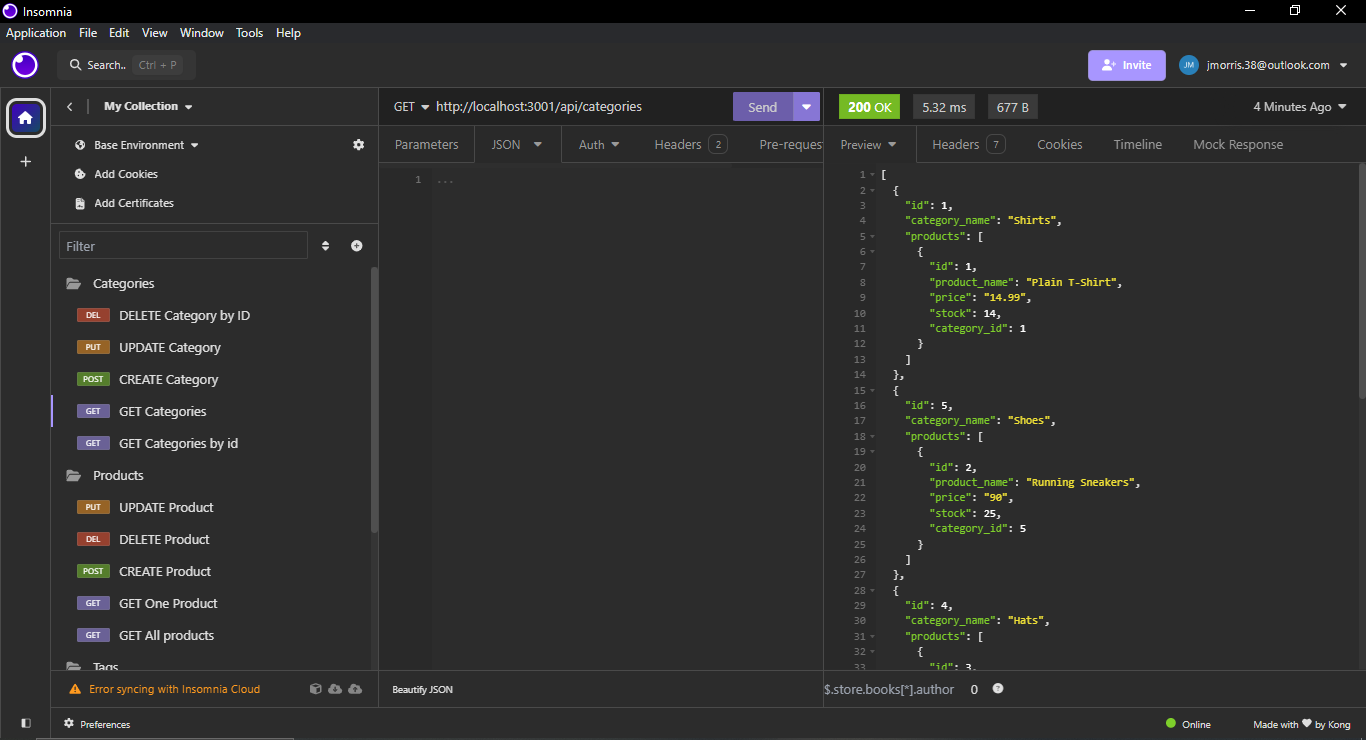 Insomnia
Application File Edit View Window Tools Help
Search.. Ctrl + P
Invite
JM jmorris.38@outlook.com
My Collection
GET http://localhost:3001/api/categories
Send
200 OK 5.32 ms 677 B
4 Minutes Ago
Base Environment
Add Cookies
Add Certificates
Parameters JSON Auth Headers 2 Pre-reques
Preview Headers 7 Cookies Timeline Mock Response
Filter
Categories
DEL DELETE Category by ID
PUT UPDATE Category
POST CREATE Category
GET GET Categories
GET GET Categories by id
Products
PUT UPDATE Product
DEL DELETE Product
POST CREATE Product
GET GET One Product
GET GET All products
Tags
1 ...
1 [
2 {
3 "id": 1,
4 "category_name": "Shirts",
5 "products": [
6 {
7 "id": 1,
8 "product_name": "Plain T-Shirt",
9 "price": "14.99",
10 "stock": 14,
11 "category_id": 1
12 }
13 ]
14 },
15 {
16 "id": 5,
17 "category_name": "Shoes",
18 "products": [
19 {
20 "id": 2,
21 "product_name": "Running Sneakers",
22 "price": "90",
23 "stock": 25,
24 "category_id": 5
25 }
26 ]
27 },
28 {
29 "id": 4,
30 "category_name": "Hats",
31 "products": [
32 {
33 "id": 3,
Error syncing with Insomnia Cloud
Beautify JSON
$.store.books[*].author 0
Preferences
Online
Made with ♥ by Kong